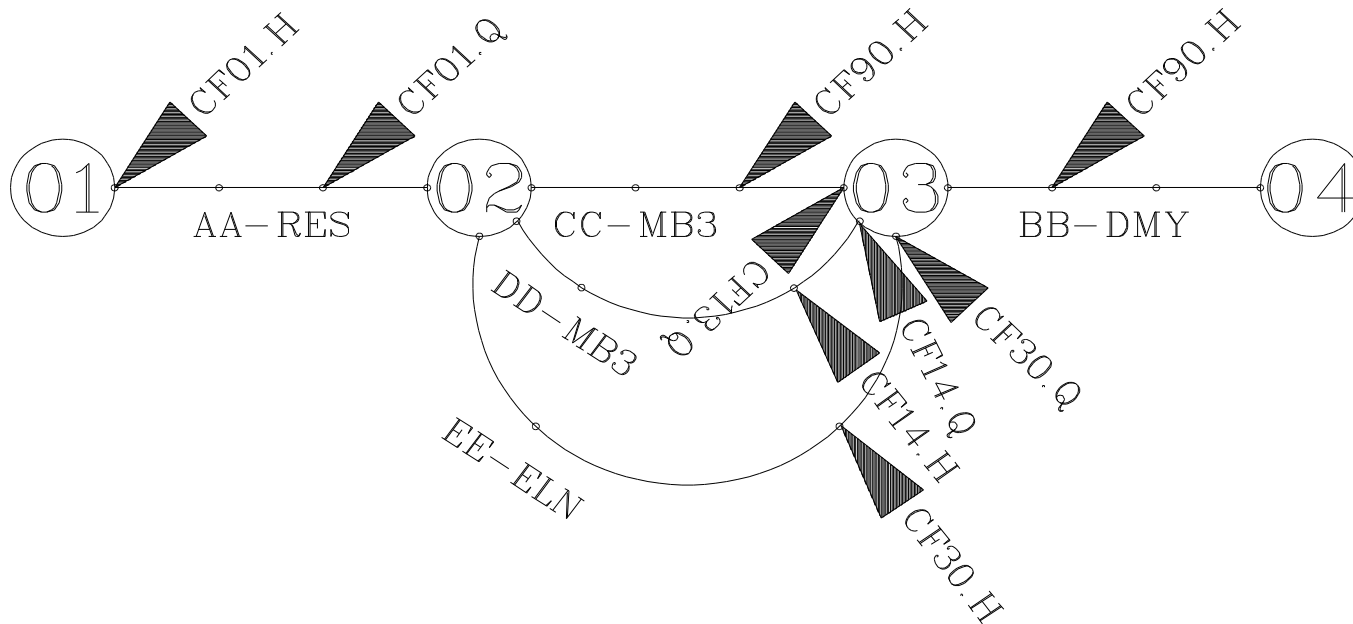 CF01.H
CF01.Q
CF90.H
CF90.H
01
02
03
04
AA-RES
CC-MB3
BB-DMY
DD-MB3
CF13.Q
CF14.Q
CF30.Q
CF14.H
EE-ELN
CF30.H